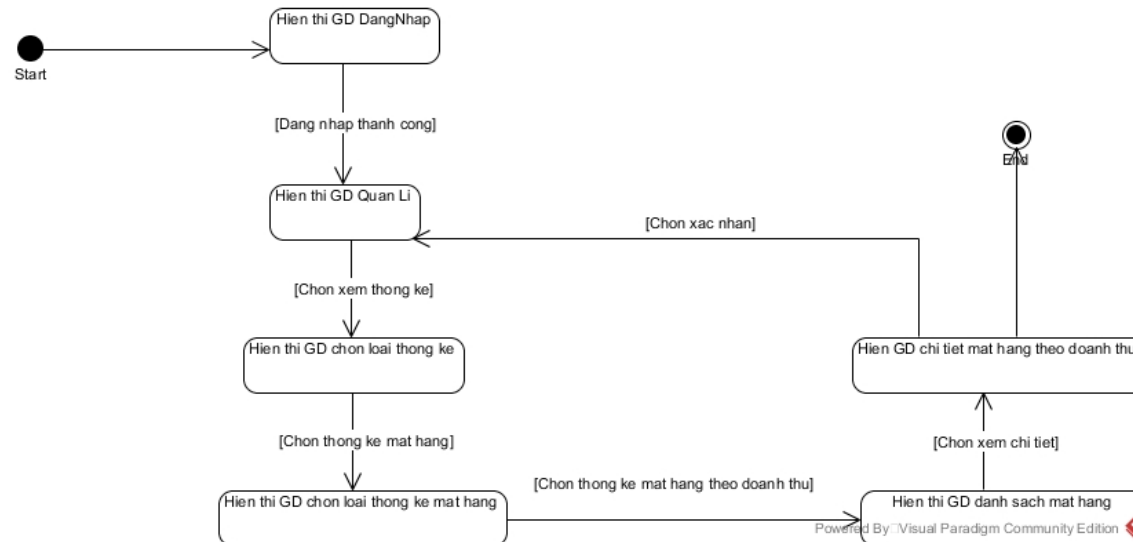 Hien thi GD DangNhap
Start
[Dang nhap thanh cong]
End
Hien thi GD Quan Li
[Chon xac nhan]
[Chon xem thong ke]
Hien thi GD chon loai thong ke
Hien GD chi tiet mat hang theo doanh thu
[Chon thong ke mat hang]
[Chon xem chi tiet]
[Chon thong ke mat hang theo doanh thu]
Hien thi GD chon loai thong ke mat hang
Hien thi GD danh sach mat hang
Powered By Visual Paradigm Community Edition